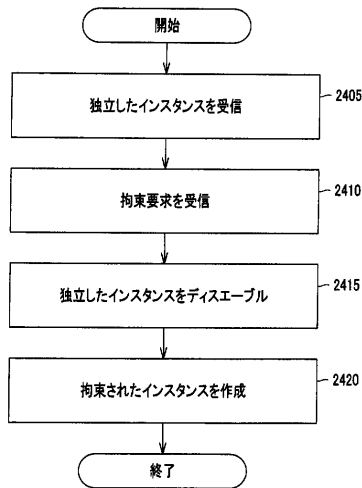 開始
独立したインスタンスを受信
2405
拘束要求を受信
2410
独立したインスタンスをディスエーブル
2415
拘束されたインスタンスを作成
2420
終了